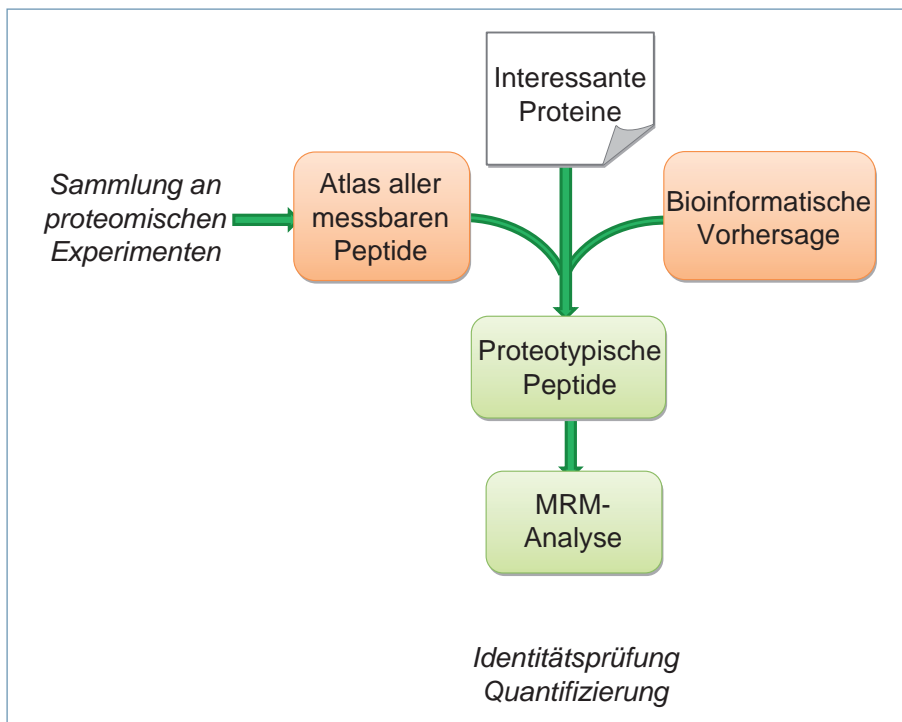 Interessante
Proteine
Sammlung an
proteomischen
Experimenten
Atlas aller
messbaren
Peptide
Bioinformatische
Vorhersage
Proteotypische
Peptide
MRM-
Analyse
Identitätsprüfung
Quantifizierung